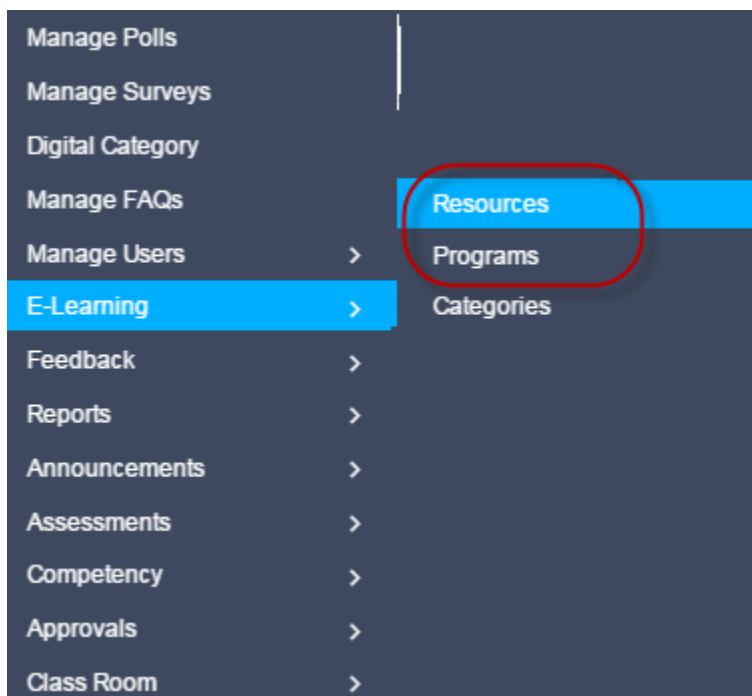 Manage Polls
Manage Surveys
Digital Category
Manage FAQs
Manage Users >
E-Learning >
Feedback >
Reports >
Announcements >
Assessments >
Competency >
Approvals >
Class Room >
Resources
Programs
Categories